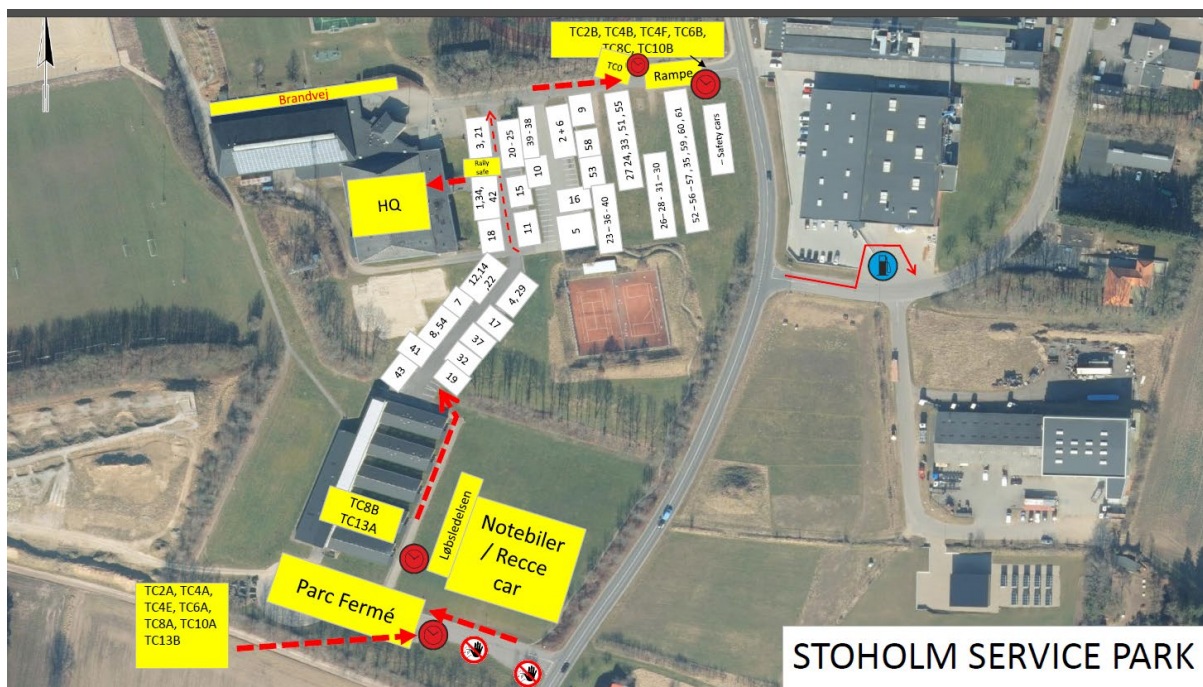 TC2B, TC4B, TC4F, TC6B,
TC8C, TC10B
TC0
Rampe
Brandvej
3, 21
20 - 25
39 - 38
2 + 6
9
58
53
27 24, 33, 51, 55
52 – 56 – 57, 35, 59, 60, 61
– Safety cars
Rally
safe
HQ
1,34,
42
15
10
16
18
11
5
23 – 36 - 40
26– 28 - 31 – 30
12,14
,22
7
8, 54
41
43
4, 29
17
37
32
19
TC8B
TC13A
Løbsledelsen
Notebiler
/ Recce
car
Parc Fermé
TC2A, TC4A,
TC4E, TC6A,
TC8A, TC10A
TC13B
STOHOLM SERVICE PARK